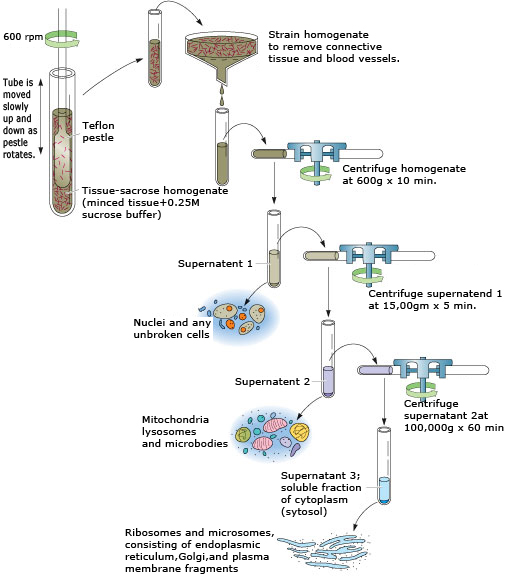 600 rpm
Strain homogenate
to remove connective
tissue and blood vessels.
Tube is
moved
slowly
up and
down as
pestle
rotates.
Teflon
pestle
Tissue-sacrose homogenate
(minced tissue+0.25M
sucrose buffer)
Centrifuge homogenate
at 600g x 10 min.
Supernatent 1
Centrifuge supernatend 1
at 15,00gm x 5 min.
Nuclei and any
unbroken cells
Supernatent 2
Centrifuge
supernatant 2at
100,000g x 60 min
Mitochondria
lysosomes
and microbodies
Supernatant 3;
soluble fraction
of cytoplasm
(sytosol)
Ribosomes and microsomes,
consisting of endoplasmic
reticulum,Golgi,and plasma
membrane fragments